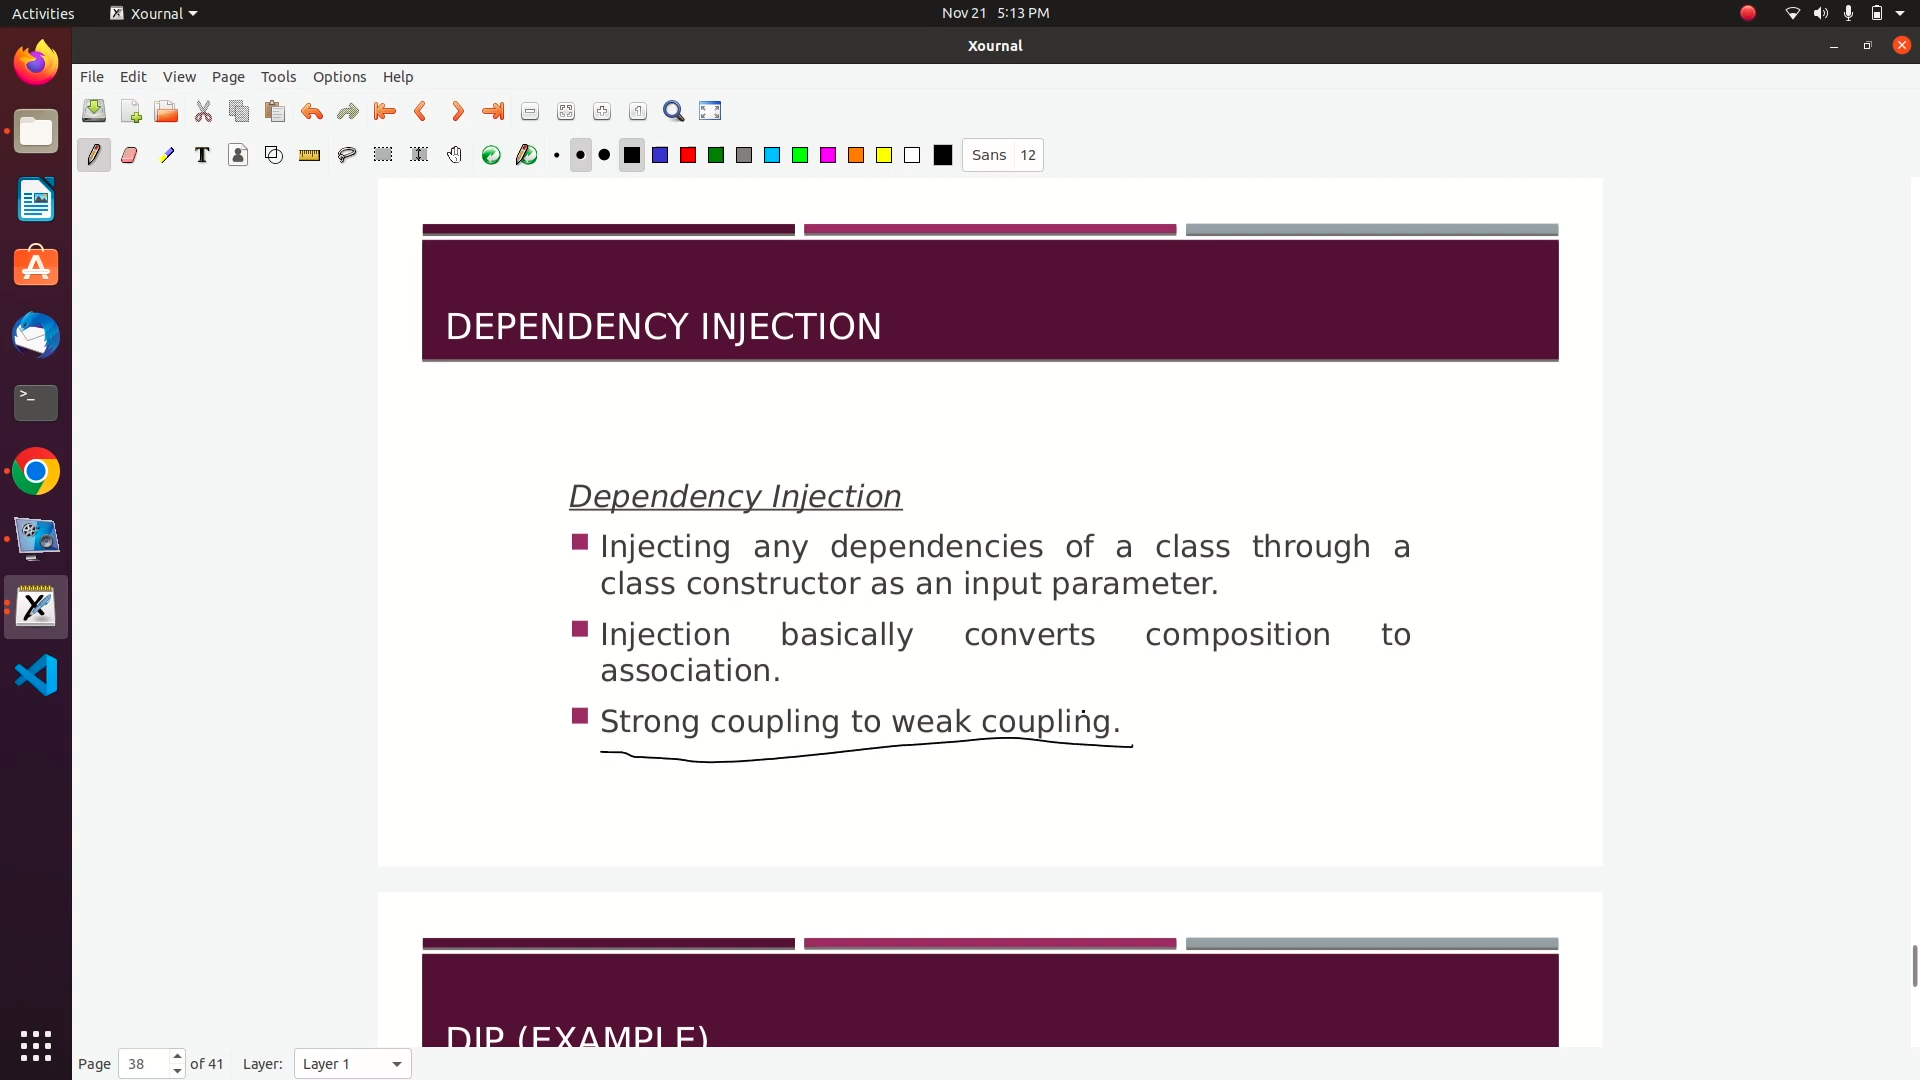 Activities
Xournal
Nov 21 5:13 PM
Xournal
File Edit View Page Tools Options Help
Sans 12
DEPENDENCY INJECTION
Dependency Injection
Injecting any dependencies of a class through a
class constructor as an input parameter.
Injection basically converts composition to
association.
Strong coupling to weak coupling.
DIP (EXAMPLE)
Page 38 of 41 Layer: Layer 1